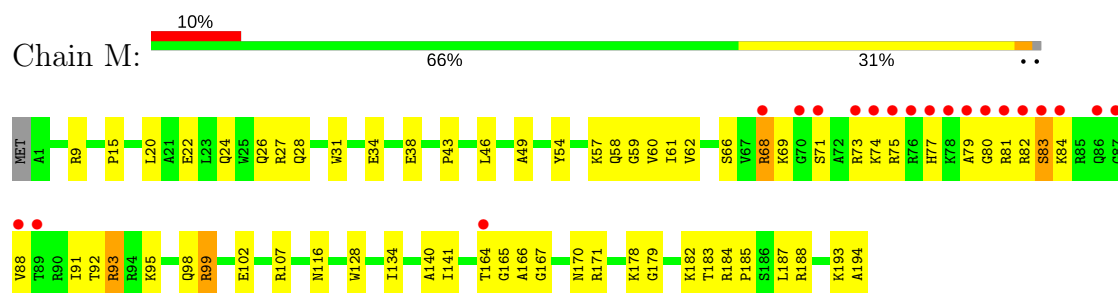 10%
Chain M:
66% 31% • •
MET A1 R9 P15 L20 A21 E22 L23 Q24 W25 Q26 R27 Q28 W31 E34 E38 P43 L46 A49 Y54 K57 Q58 G59 V60 I61 V62 S66 V67 R68 K69 G70 S71 A72 R73 K74 R75 R76 H77 K78 A79 G80 R81 R82 S83 K84 R85 Q86 G87
V88 T89 R90 I91 T92 R93 R94 K95 Q98 R99 E102 R107 N116 W128 I134 A140 I141 T164 G165 A166 G167 N170 R171 K178 G179 K182 T183 R184 P185 S186 L187 R188 K193 A194